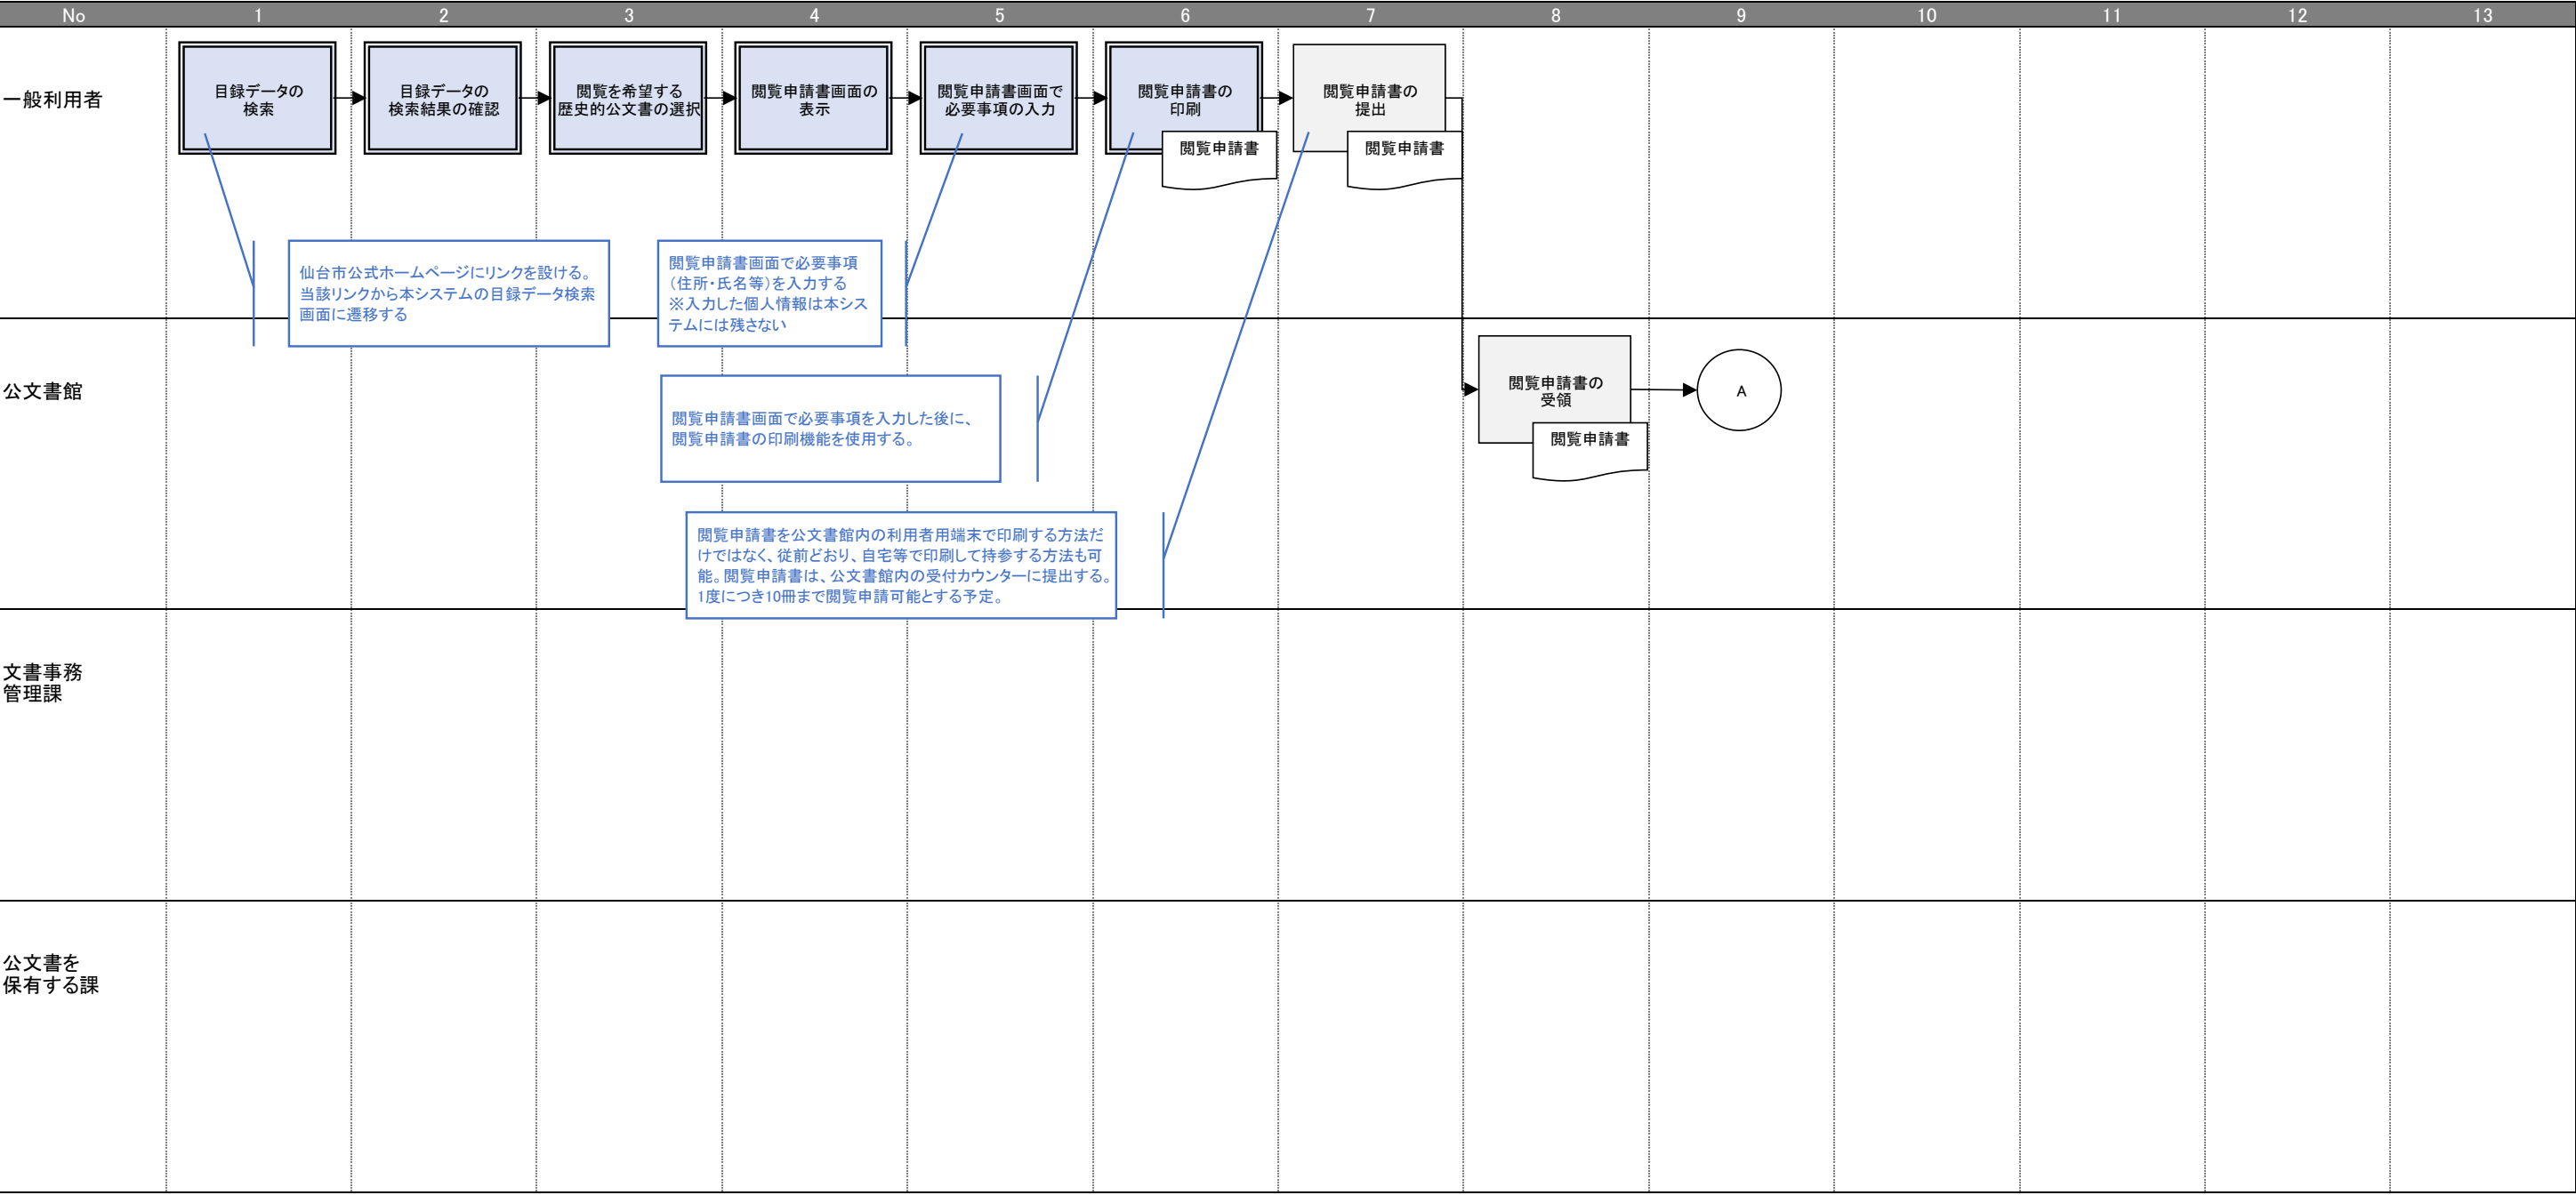 No 1 2 3 4 5 6 7 8 9 10 11 12 13
一般利用者
目録データの
検索
目録データの
検索結果の確認
閲覧を希望する
歴史的公文書の選択
閲覧申請書画面の
表示
閲覧申請書画面で
必要事項の入力
閲覧申請書の
印刷
閲覧申請書
閲覧申請書の
提出
閲覧申請書
仙台市公式ホームページにリンクを設ける。
当該リンクから本システムの目録データ検索
画面に遷移する
閲覧申請書画面で必要事項
（住所・氏名等）を入力する
※入力した個人情報は本シス
テムには残さない
公文書館
閲覧申請書画面で必要事項を入力した後に、
閲覧申請書の印刷機能を使用する。
閲覧申請書の
受領
閲覧申請書
A
閲覧申請書を公文書館内の利用者用端末で印刷する方法だ
けではなく、従前どおり、自宅等で印刷して持参する方法も可
能。閲覧申請書は、公文書館内の受付カウンターに提出する。
1度につき10冊まで閲覧申請可能とする予定。
文書事務
管理課
公文書を
保有する課